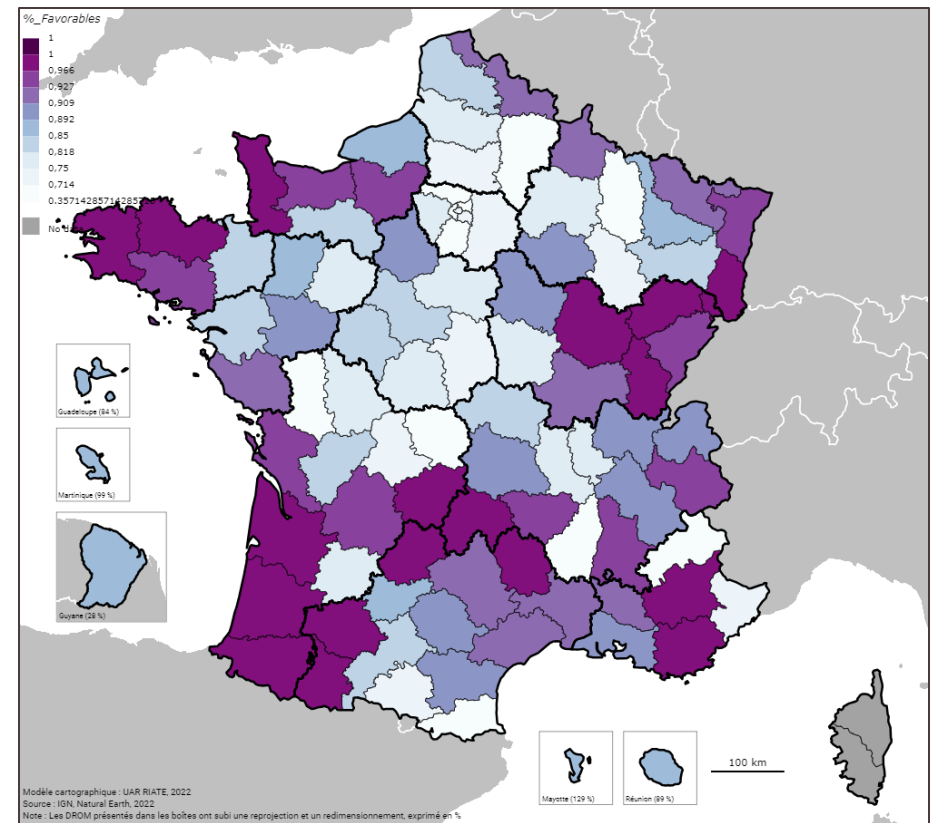 %_Favorables
1
1
0,966
0,927
0,909
0,892
0,85
0,818
0,75
0,714
No
Guadeloupe (84 %)
Martinique (99 %)
Guyane (28 %)
Mayotte (129 %)
Réunion (89 %)
100 km
Modèle cartographique : UAR RIATE, 2022
Source : IGN, Natural Earth, 2022
Note : Les DROM présentés dans les boîtes ont subi une reprojection et un redimensionnement, exprimé en %